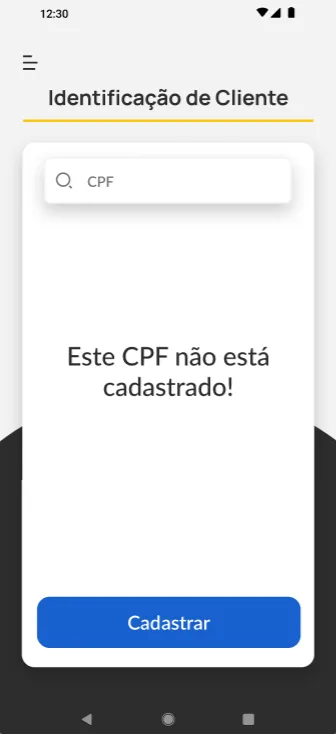 12:30
Identificação de Cliente
CPF
Este CPF não está
cadastrado!
Cadastrar